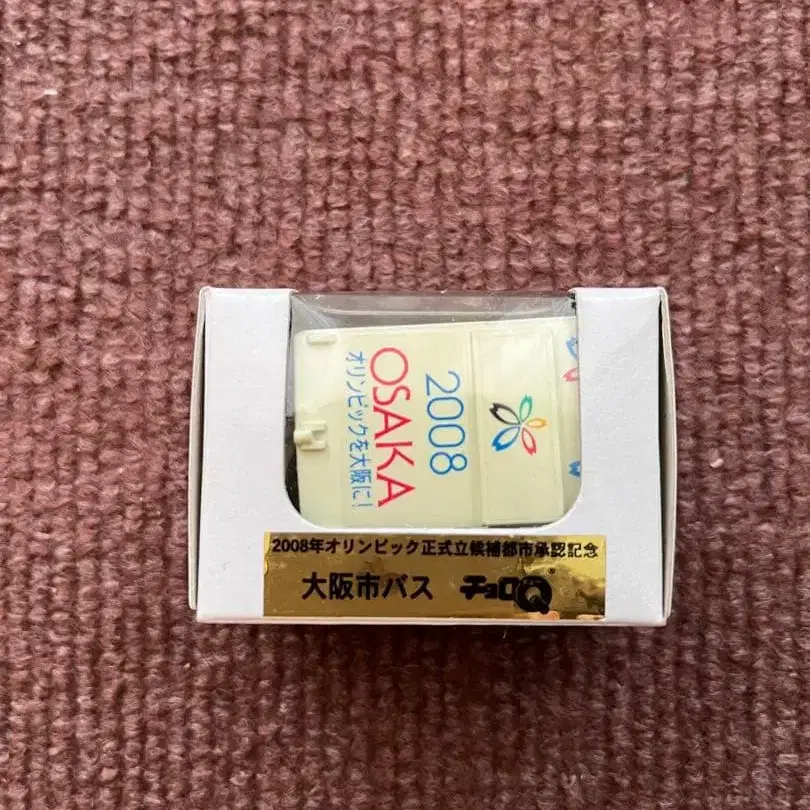 2008
OSAKA
オリンピックを大阪に!
2008年オリンピック正式立候補都市承認記念
大阪市バス チョロQ®